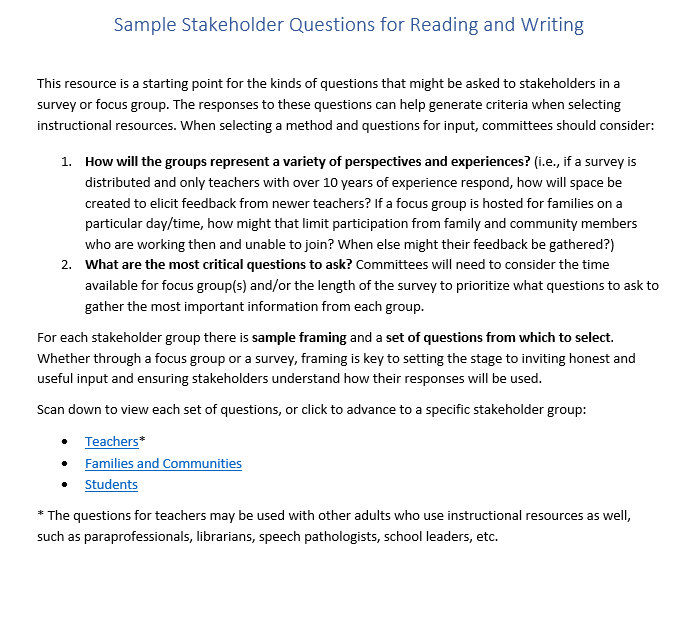 Sample Stakeholder Questions for Reading and Writing
This resource is a starting point for the kinds of questions that might be asked to stakeholders in a
survey or focus group. The responses to these questions can help generate criteria when selecting
instructional resources. When selecting a method and questions for input, committees should consider:
1. How will the groups represent a variety of perspectives and experiences? (i.e., if a survey is
distributed and only teachers with over 10 years of experience respond, how will space be
created to elicit feedback from newer teachers? If a focus group is hosted for families on a
particular day/time, how might that limit participation from family and community members
who are working then and unable to join? When else might their feedback be gathered?)
2. What are the most critical questions to ask? Committees will need to consider the time
available for focus group(s) and/or the length of the survey to prioritize what questions to ask to
gather the most important information from each group.
For each stakeholder group there is sample framing and a set of questions from which to select.
Whether through a focus group or a survey, framing is key to setting the stage to inviting honest and
useful input and ensuring stakeholders understand how their responses will be used.
Scan down to view each set of questions, or click to advance to a specific stakeholder group:
• Teachers*
• Families and Communities
• Students
* The questions for teachers may be used with other adults who use instructional resources as well,
such as paraprofessionals, librarians, speech pathologists, school leaders, etc.